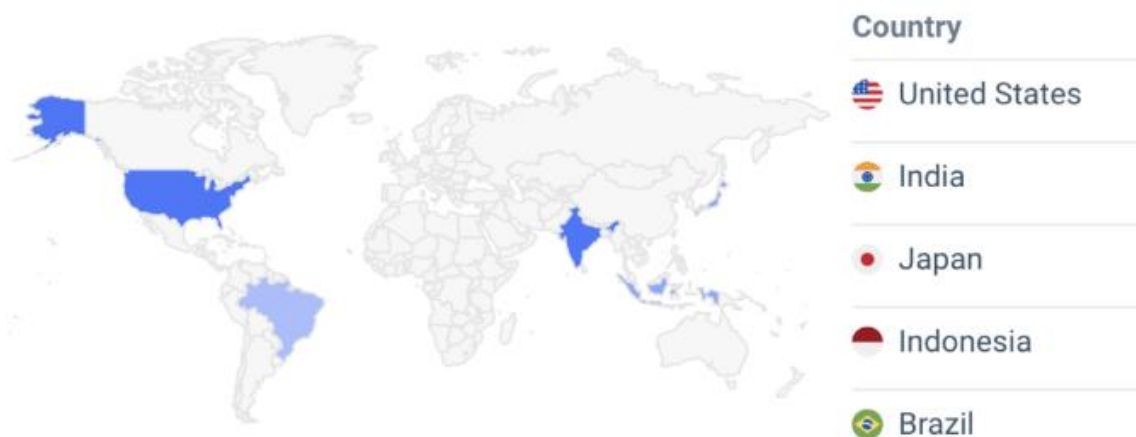 Country
United States
India
Japan
Indonesia
Brazil